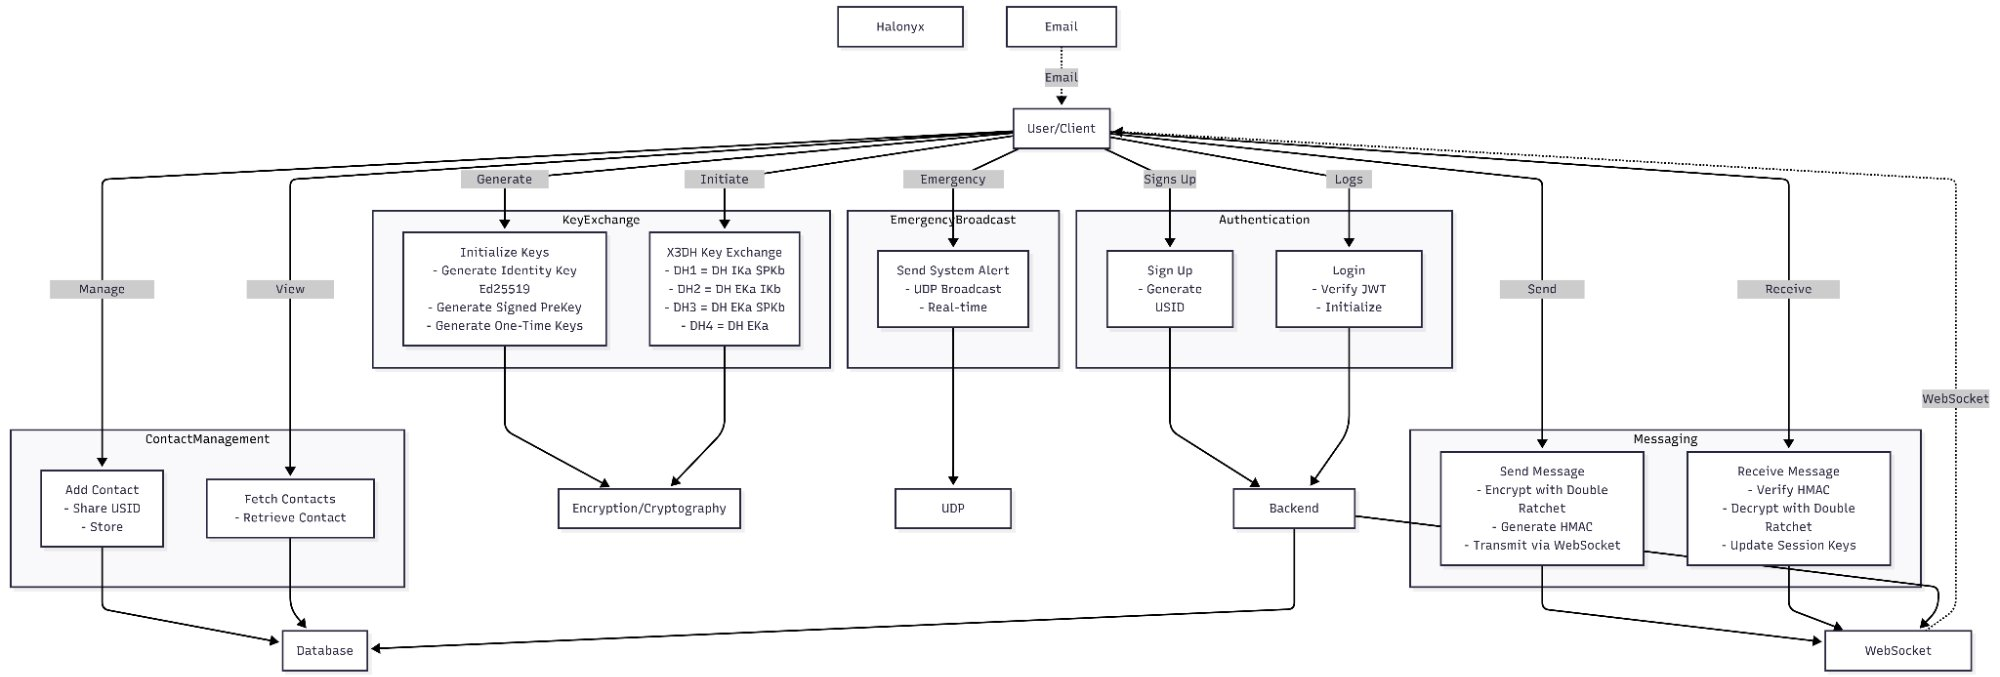 Halonyx
Email
Email
User/Client
Generate
Initiate
Emergency
Signs Up
Logs
KeyExchange
EmergencyBroadcast
Authentication
Initialize Keys
- Generate Identity Key
Ed25519
- Generate Signed PreKey
- Generate One-Time Keys
X3DH Key Exchange
- DH1 = DH IKa SPKb
- DH2 = DH EKa IKb
- DH3 = DH EKa SPKb
- DH4 = DH EKa
Send System Alert
- UDP Broadcast
- Real-time
Sign Up
- Generate
USID
Login
- Verify JWT
- Initialize
Manage
View
Send
Receive
WebSocket
ContactManagement
Messaging
Add Contact
- Share USID
- Store
Fetch Contacts
- Retrieve Contact
Encryption/Cryptography
UDP
Backend
Send Message
- Encrypt with Double
Ratchet
- Generate HMAC
- Transmit via WebSocket
Receive Message
- Verify HMAC
- Decrypt with Double
Ratchet
- Update Session Keys
Database
WebSocket